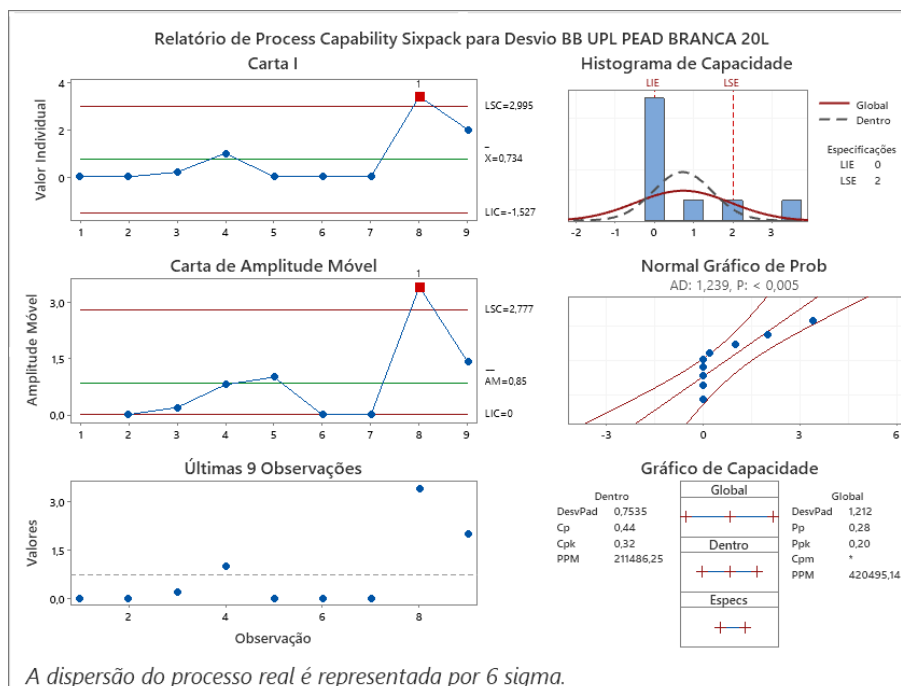 Relatório de Process Capability Sixpack para Desvio BB UPL PEAD BRANCA 20L
Carta I
Valor Individual
4
2
0
1
LSC=2,995
_
X=0,734
LIC=-1,527
1 2 3 4 5 6 7 8 9
Histograma de Capacidade
LIE LSE
-2 -1 0 1 2 3
Global
Dentro
Especificações
LIE 0
LSE 2
Carta de Amplitude Móvel
Amplitude Móvel
3,0
1,5
0,0
1
LSC=2,777
__
AM=0,85
LIC=0
1 2 3 4 5 6 7 8 9
Normal Gráfico de Prob
AD: 1,239, P: < 0,005
-3 0 3 6
Últimas 9 Observações
Valores
3,0
1,5
0,0
2 4 6 8
Observação
Gráfico de Capacidade
Dentro
DesvPad 0,7535
Cp 0,44
Cpk 0,32
PPM 211486,25
Global
Dentro
Especs
Global
DesvPad 1,212
Pp 0,28
Ppk 0,20
Cpm *
PPM 420495,14
A dispersão do processo real é representada por 6 sigma.